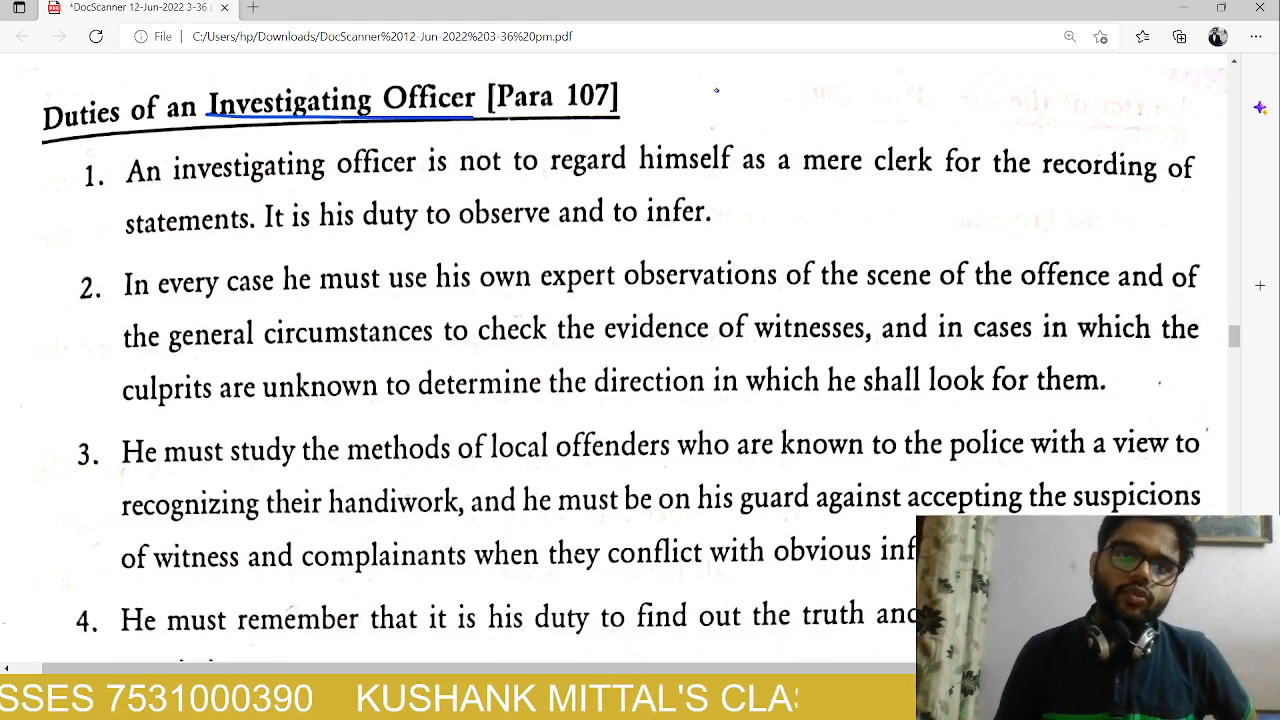 *DocScanner 12-Jun-2022 3-36
File | C:/Users/hp/Downloads/DocScanner%2012-Jun-2022%203-36%20pm.pdf
Duties of an Investigating Officer [Para 107]
1. An investigating officer is not to regard himself as a mere clerk for the recording of
statements. It is his duty to observe and to infer.
2. In every case he must use his own expert observations of the scene of the offence and of
the general circumstances to check the evidence of witnesses, and in cases in which the
culprits are unknown to determine the direction in which he shall look for them.
3. He must study the methods of local offenders who are known to the police with a view to
recognizing their handiwork, and he must be on his guard against accepting the suspicions
of witness and complainants when they conflict with obvious inf
4. He must remember that it is his duty to find out the truth and
SSES 7531000390 KUSHANK MITTAL'S CLAS